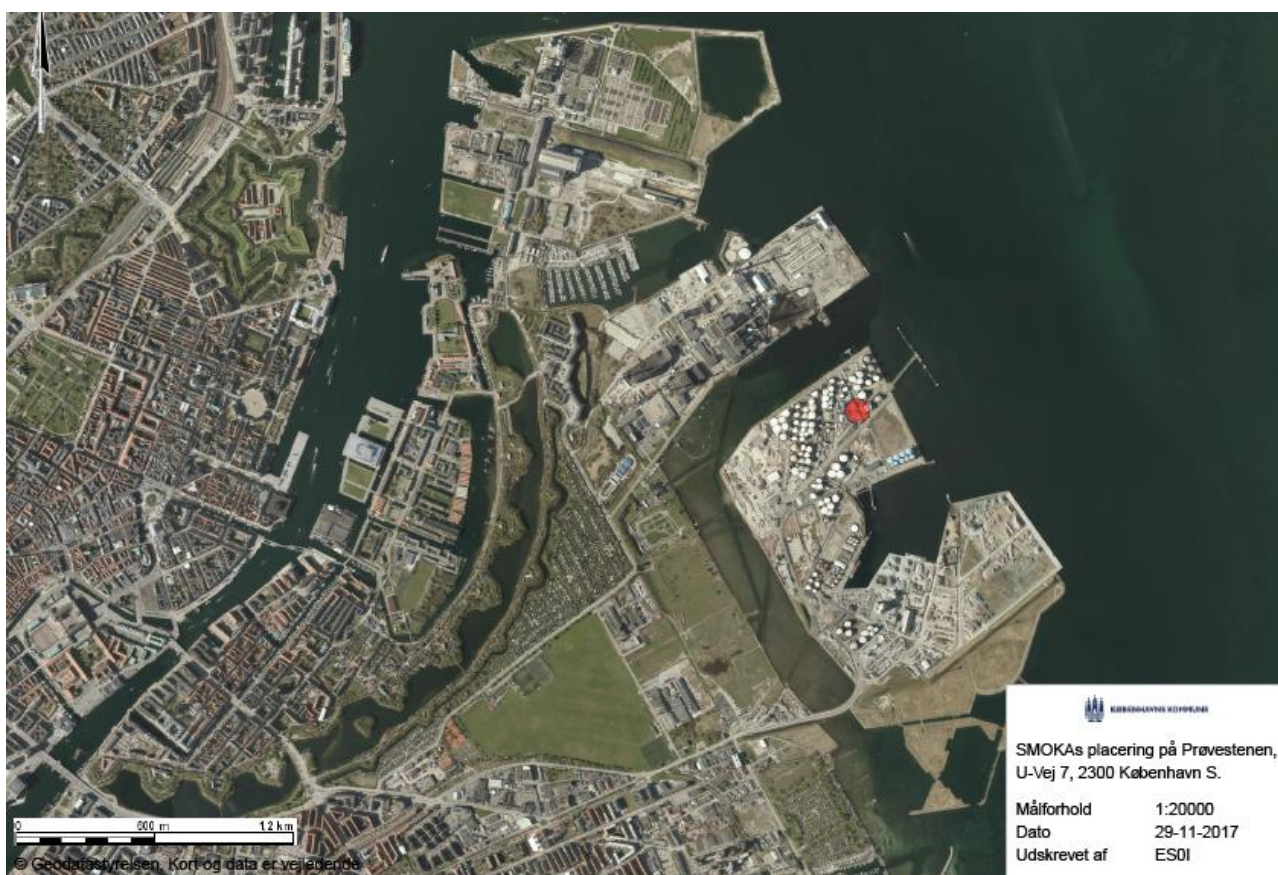 KØBENHAVNS KOMMUNE
SMOKAs placering på Prøvestenen,
U-Vej 7, 2300 København S.
Målforhold 1:20000
Dato 29-11-2017
Udskrevet af ES0I
0 600 m 1.2 km
© Geodatastyrelsen, Kort og data er vejledende